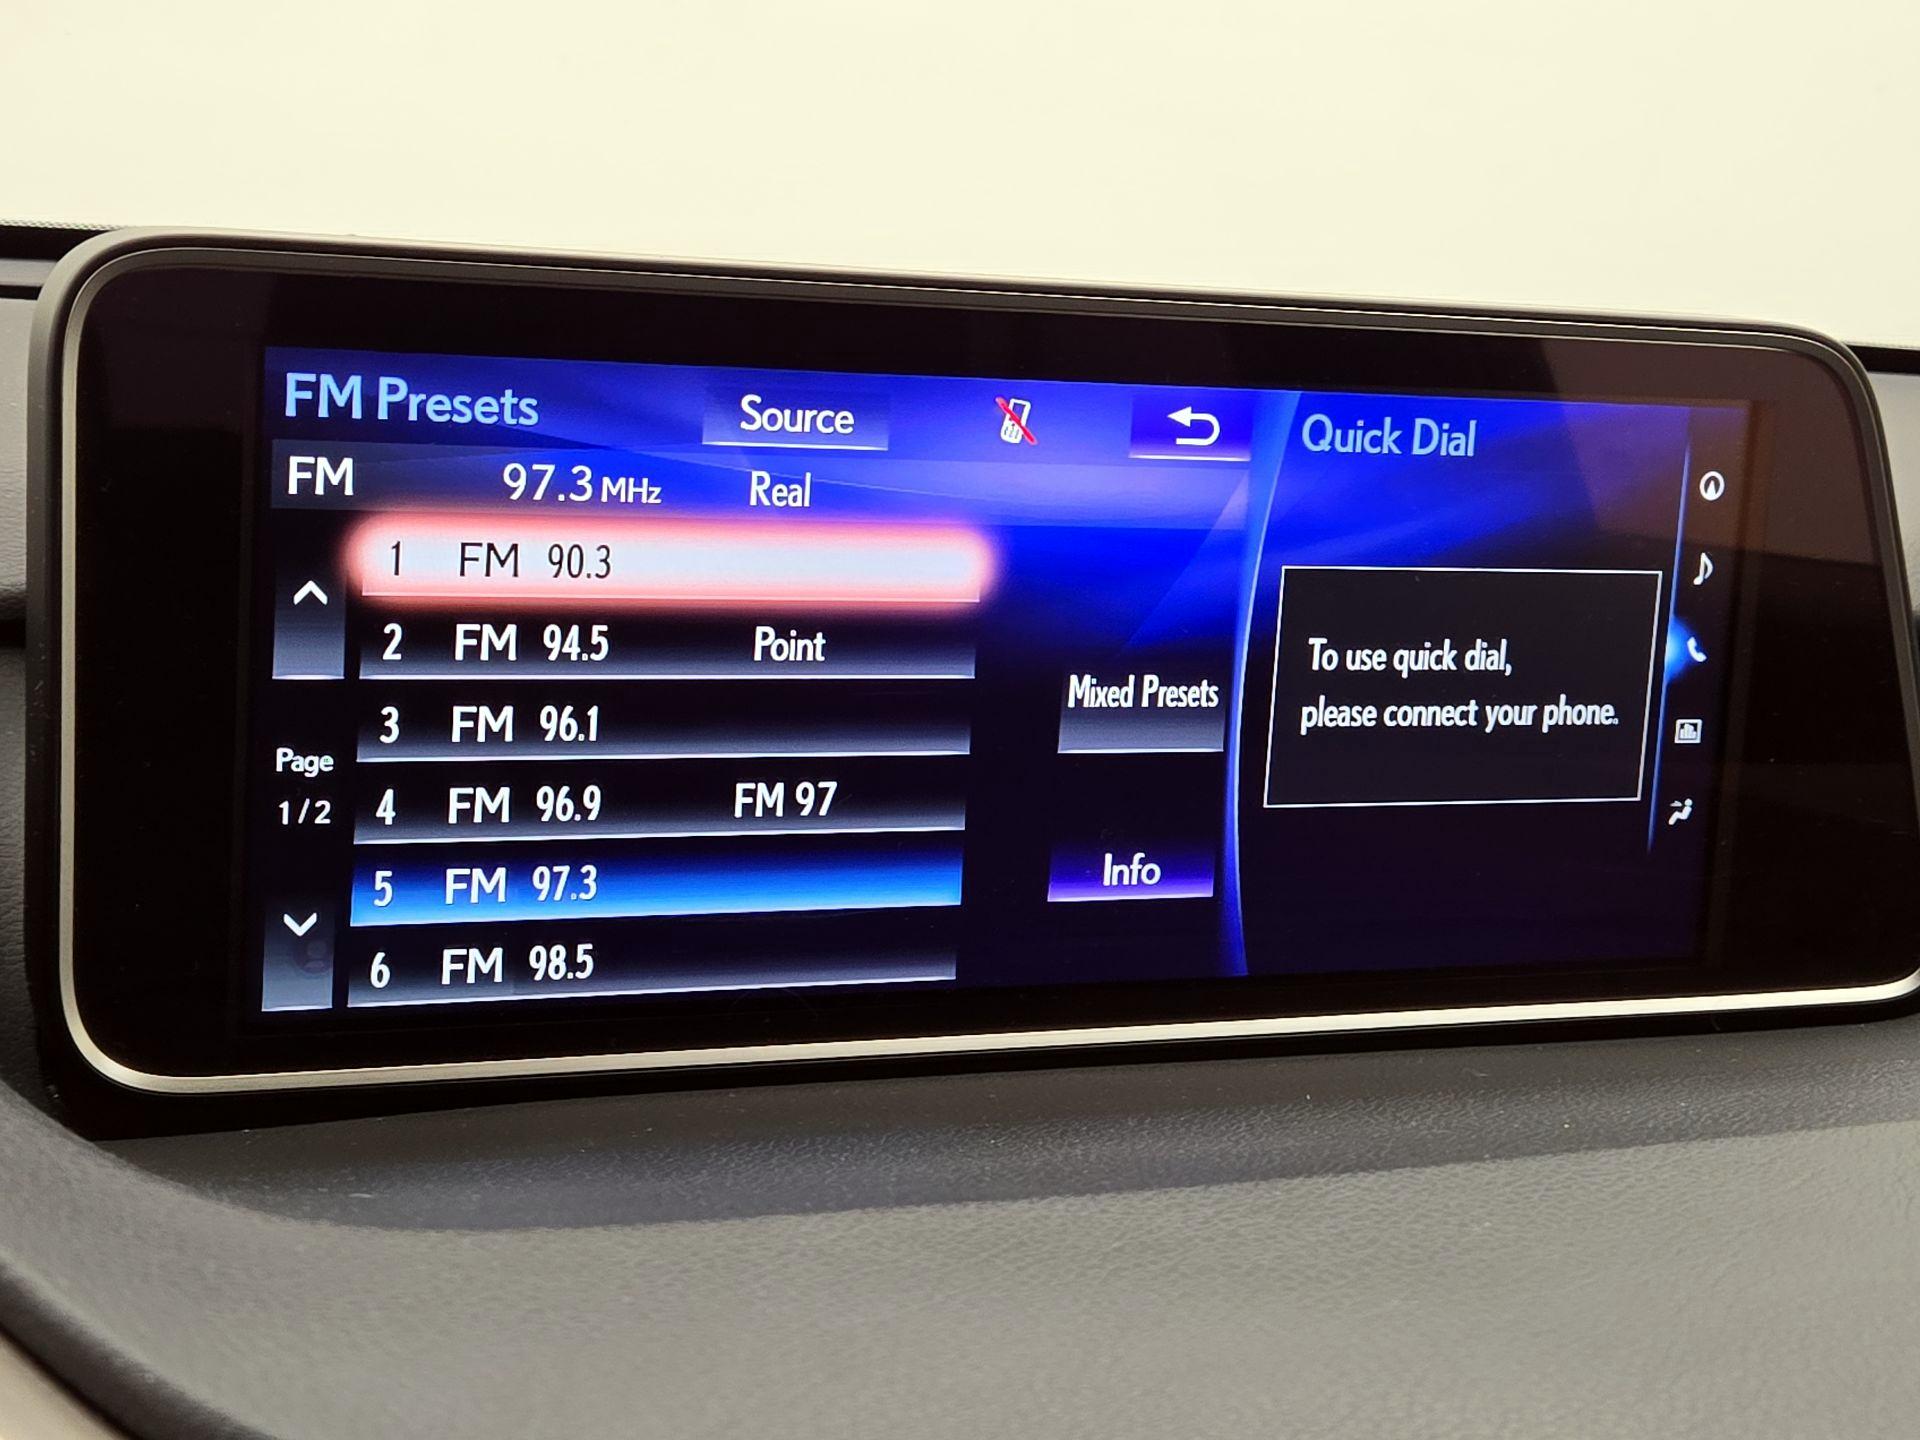 FM Presets Source
FM 97.3 MHz Real
1 FM 90.3
2 FM 94.5 Point
3 FM 96.1
4 FM 96.9 FM 97
5 FM 97.3
6 FM 98.5
Page
1/2
Mixed Presets
Info
Quick Dial
To use quick dial,
please connect your phone.